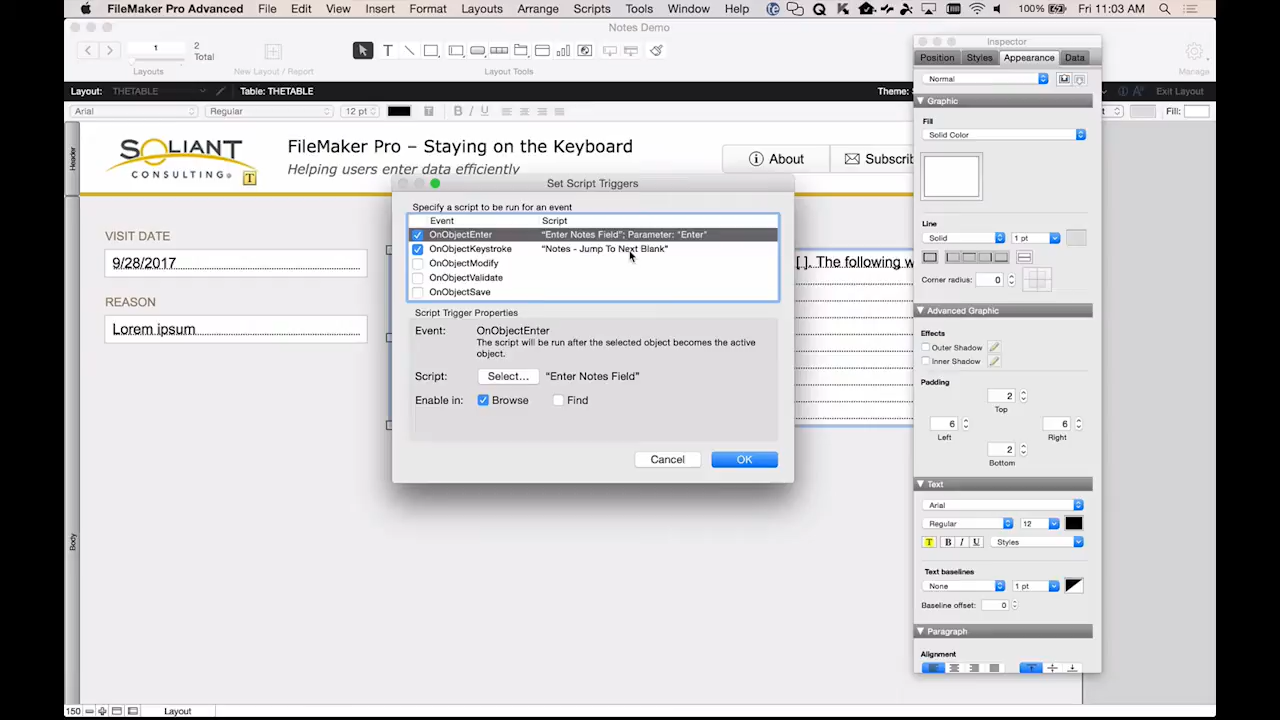 FileMaker Pro Advanced File Edit View Insert Format Layouts Arrange Scripts Tools Window Help 100% Fri 11:03 AM
Notes Demo
1
2
Total
Layouts
New Layout / Report
Layout Tools
Manage
Layout: THETABLE Table: THETABLE Theme: Exit Layout
Arial Regular 12 pt B I U pt Fill:
Header
SOLIANT
CONSULTING
T
FileMaker Pro – Staying on the Keyboard
Helping users enter data efficiently
About
Subscrib
VISIT DATE
9/28/2017
REASON
Lorem ipsum
[ ]. The following w
Set Script Triggers
Specify a script to be run for an event
Event Script
OnObjectEnter "Enter Notes Field"; Parameter: "Enter"
OnObjectKeystroke "Notes - Jump To Next Blank"
OnObjectModify
OnObjectValidate
OnObjectSave
Script Trigger Properties
Event: OnObjectEnter
The script will be run after the selected object becomes the active
object.
Script: Select... "Enter Notes Field"
Enable in: Browse Find
Cancel OK
Inspector
Position Styles Appearance Data
Normal
Graphic
Fill
Solid Color
Line
Solid 1 pt
Corner radius: 0
Advanced Graphic
Effects
Outer Shadow
Inner Shadow
Padding
2
Top
6 6
Left Right
2
Bottom
Text
Arial
Regular 12
T B I U Styles
Text baselines
None 1 pt
Baseline offset: 0
Paragraph
Alignment
Body
150 Layout